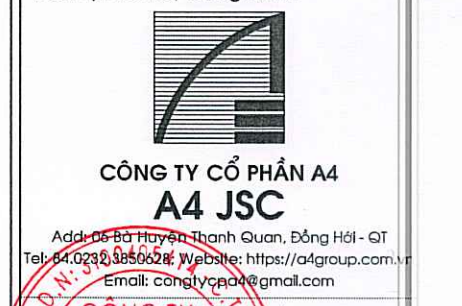 CÔNG TY CỔ PHẦN A4
A4 JSC
Add: 06 Bà Huyện Thanh Quan, Đồng Hới - QT
Tel: 84.0232.3850628; Website: https://a4group.com.vn
Email: congtycpa4@gmail.com